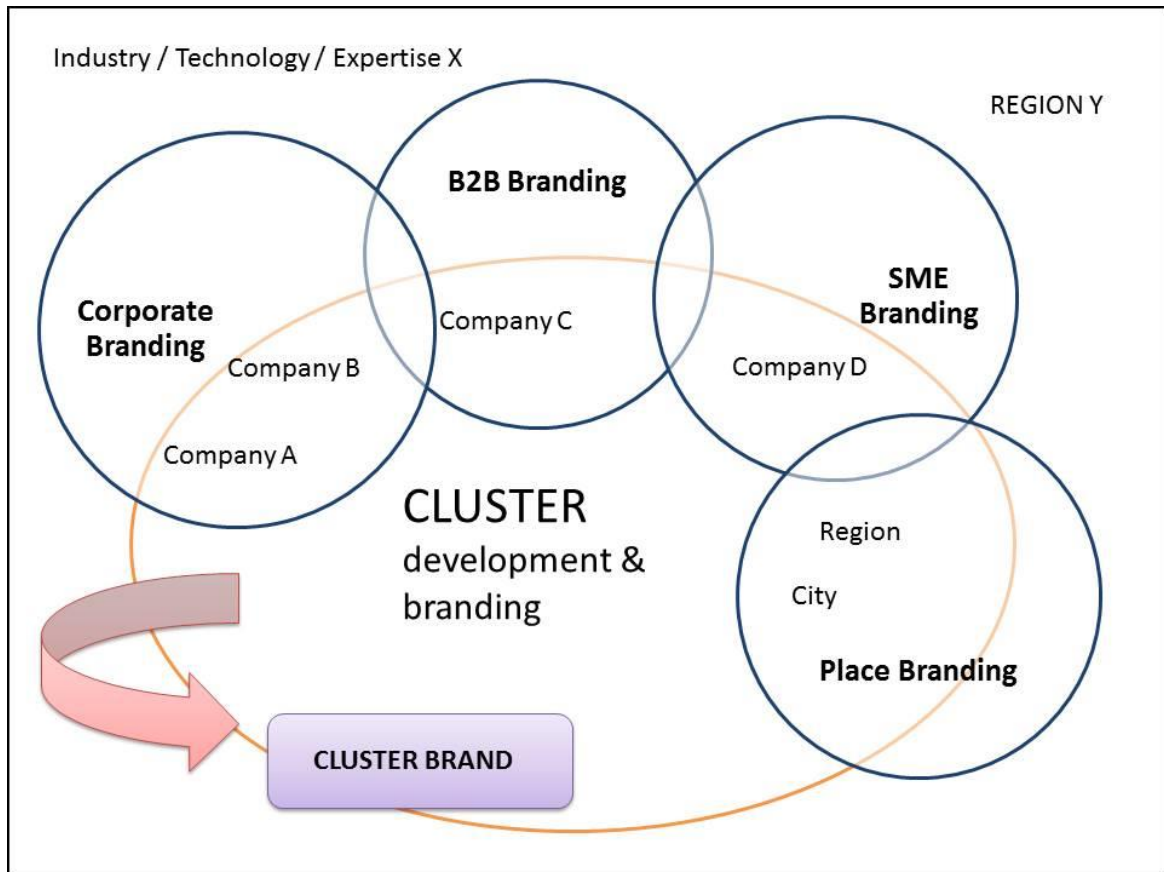 Industry / Technology / Expertise X
REGION Y
B2B Branding
SME
Branding
Corporate
Branding
Company C
Company B
Company D
Company A
CLUSTER
development &
branding
Region
City
Place Branding
CLUSTER BRAND